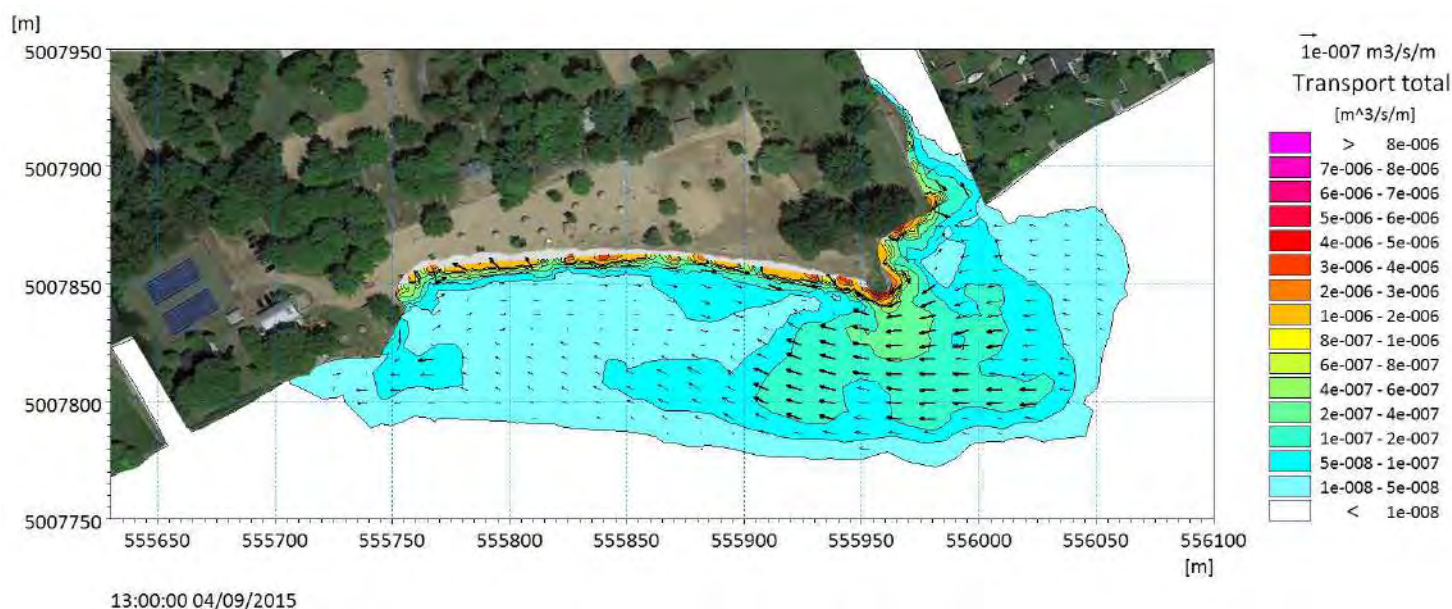 [m]
5007950
5007900
5007850
5007800
5007750
555650 555700 555750 555800 555850 555900 555950 556000 556050 556100
[m]
13:00:00 04/09/2015
1e-007 m3/s/m
Transport total
[m^3/s/m]
> 8e-006
7e-006 - 8e-006
6e-006 - 7e-006
5e-006 - 6e-006
4e-006 - 5e-006
3e-006 - 4e-006
2e-006 - 3e-006
1e-006 - 2e-006
8e-007 - 1e-006
6e-007 - 8e-007
4e-007 - 6e-007
2e-007 - 4e-007
1e-007 - 2e-007
5e-008 - 1e-007
1e-008 - 5e-008
< 1e-008